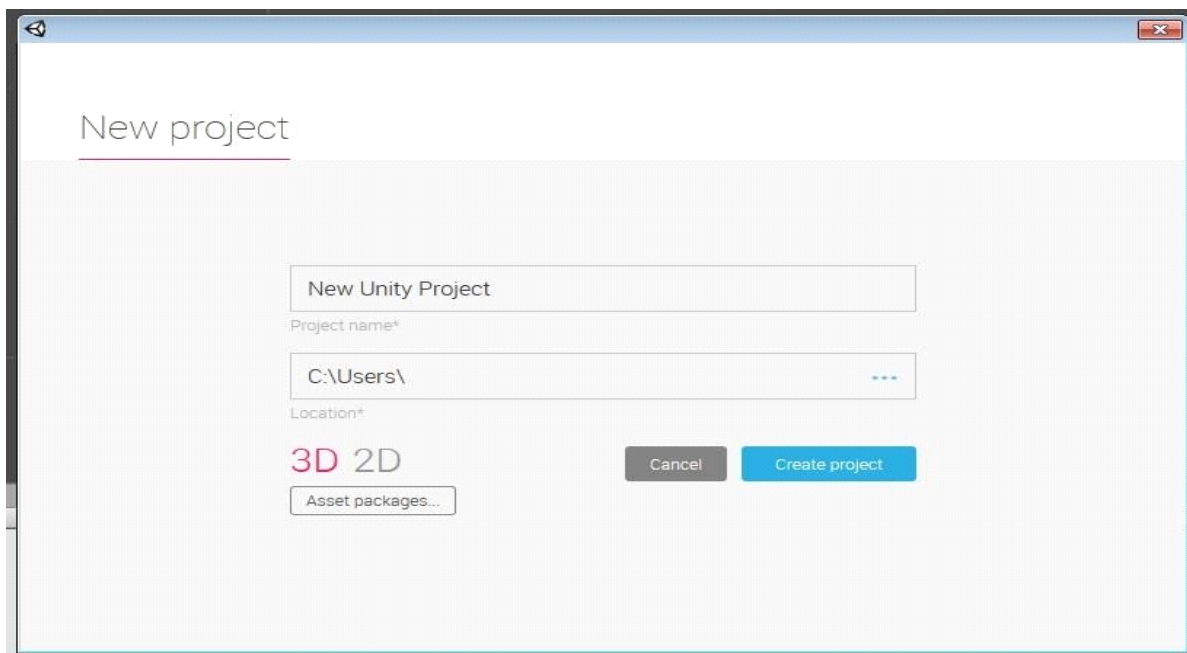 New project
New Unity Project
Project name*
C:\Users\
Location*
3D 2D
Cancel
Create project
Asset packages...